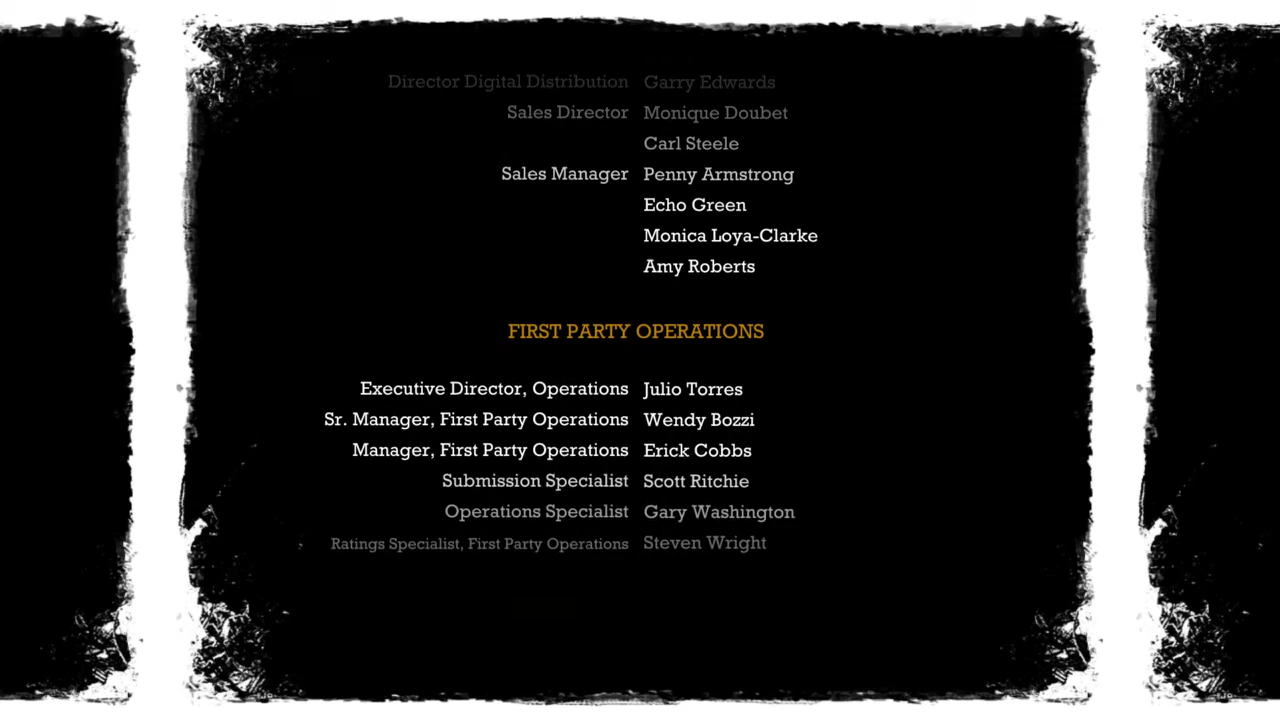 Director Digital Distribution Garry Edwards
Sales Director Monique Doubet
Carl Steele
Sales Manager Penny Armstrong
Echo Green
Monica Loya-Clarke
Amy Roberts
FIRST PARTY OPERATIONS
Executive Director, Operations Julio Torres
Sr. Manager, First Party Operations Wendy Bozzi
Manager, First Party Operations Erick Cobbs
Submission Specialist Scott Ritchie
Operations Specialist Gary Washington
Ratings Specialist, First Party Operations Steven Wright